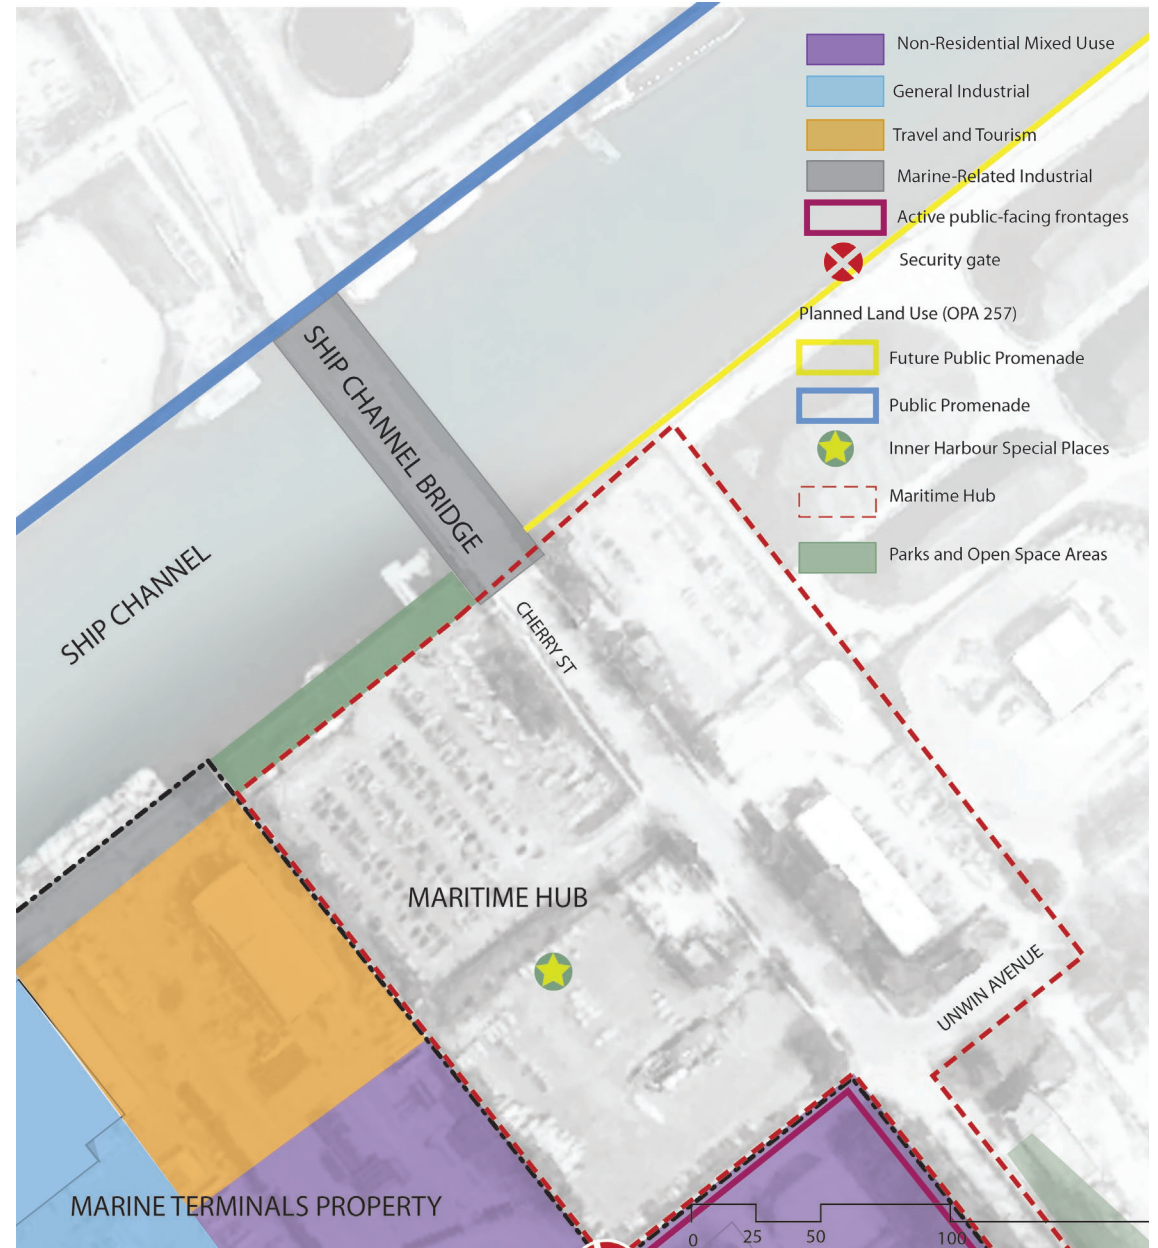 Non-Residential Mixed Uuse
General Industrial
Travel and Tourism
Marine-Related Industrial
Active public-facing frontages
Security gate
Planned Land Use (OPA 257)
Future Public Promenade
Public Promenade
Inner Harbour Special Places
Maritime Hub
Parks and Open Space Areas
SHIP CHANNEL BRIDGE
SHIP CHANNEL
CHERRY ST
MARITIME HUB
UNWIN AVENUE
MARINE TERMINALS PROPERTY
0 25 50 100